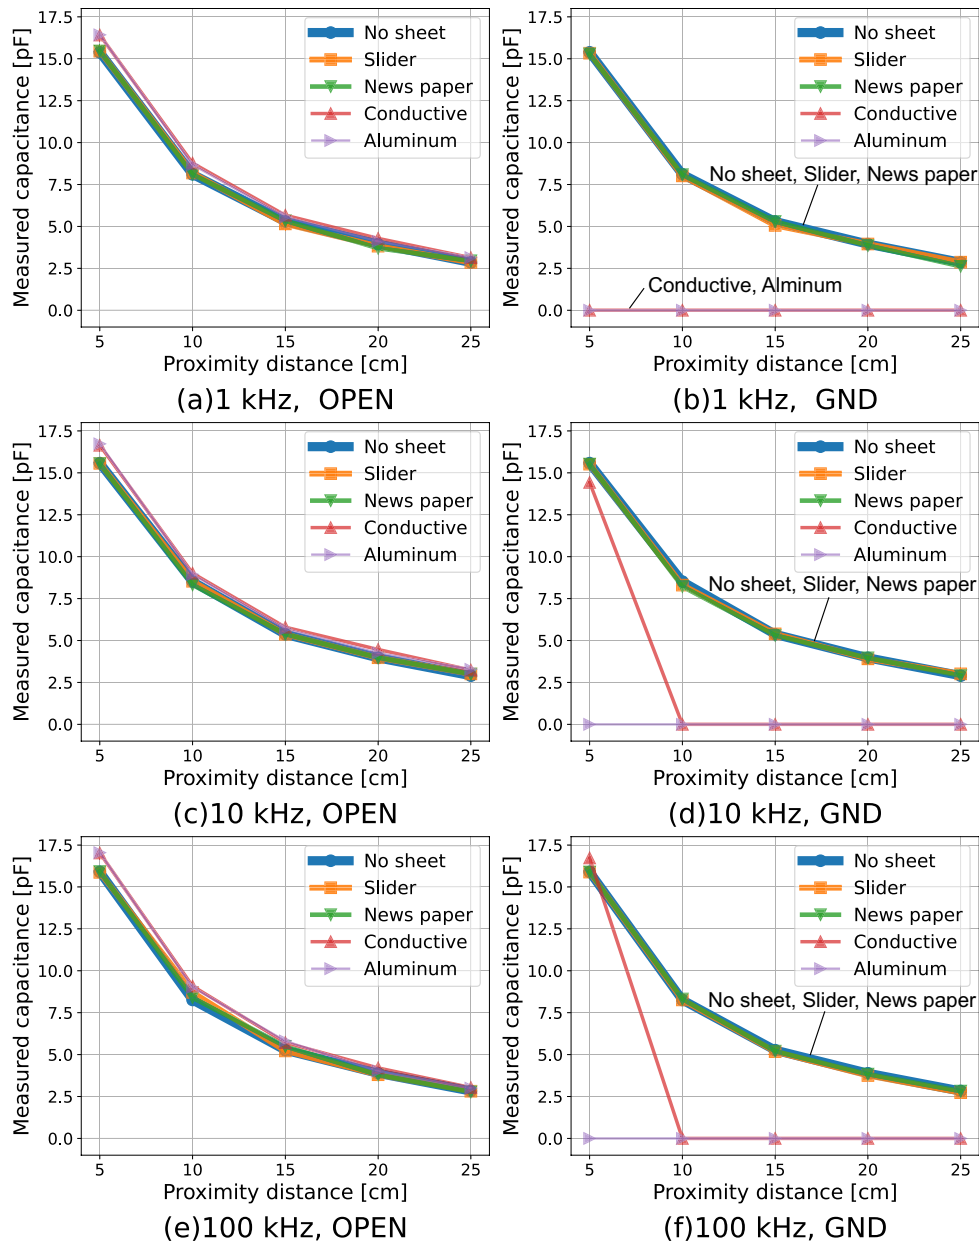 Measured capacitance [pF]
17.5
15.0
12.5
10.0
7.5
5.0
2.5
0.0
No sheet
Slider
News paper
Conductive
Aluminum
5 10 15 20 25
Proximity distance [cm]
(a)1 kHz, OPEN
Measured capacitance [pF]
17.5
15.0
12.5
10.0
7.5
5.0
2.5
0.0
No sheet
Slider
News paper
Conductive
Aluminum
No sheet, Slider, News paper
Conductive, Alminum
5 10 15 20 25
Proximity distance [cm]
(b)1 kHz, GND
Measured capacitance [pF]
17.5
15.0
12.5
10.0
7.5
5.0
2.5
0.0
No sheet
Slider
News paper
Conductive
Aluminum
5 10 15 20 25
Proximity distance [cm]
(c)10 kHz, OPEN
Measured capacitance [pF]
17.5
15.0
12.5
10.0
7.5
5.0
2.5
0.0
No sheet
Slider
News paper
Conductive
Aluminum
No sheet, Slider, News paper
5 10 15 20 25
Proximity distance [cm]
(d)10 kHz, GND
Measured capacitance [pF]
17.5
15.0
12.5
10.0
7.5
5.0
2.5
0.0
No sheet
Slider
News paper
Conductive
Aluminum
5 10 15 20 25
Proximity distance [cm]
(e)100 kHz, OPEN
Measured capacitance [pF]
17.5
15.0
12.5
10.0
7.5
5.0
2.5
0.0
No sheet
Slider
News paper
Conductive
Aluminum
No sheet, Slider, News paper
5 10 15 20 25
Proximity distance [cm]
(f)100 kHz, GND